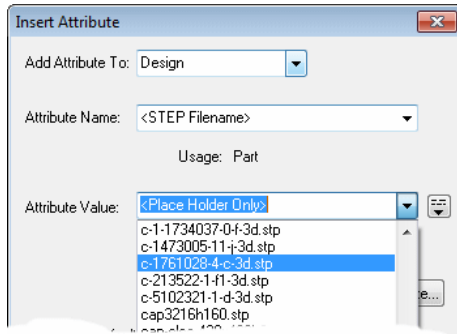 Insert Attribute
Add Attribute To: Design
Attribute Name: <STEP Filename>
Usage: Part
Attribute Value: <Place Holder Only>
c-1-1734037-0-f-3d.stp
c-1473005-11-j-3d.stp
c-1761028-4-c-3d.stp
c-213522-1-f1-3d.stp
c-5102321-1-d-3d.stp
cap3216h160.stp